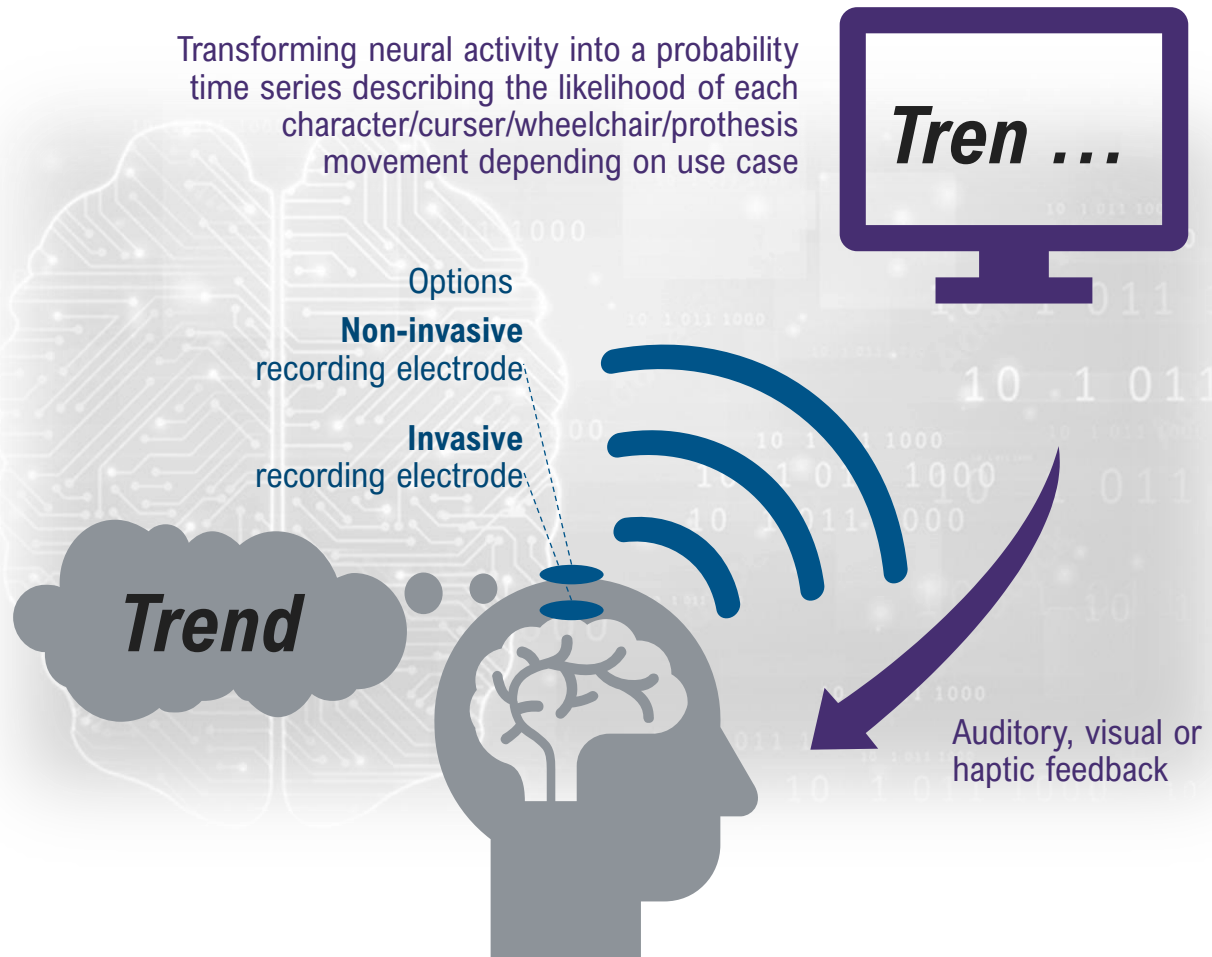 Transforming neural activity into a probability
time series describing the likelihood of each
character/curser/wheelchair/prothesis
movement depending on use case
Tren ...
Options
Non-invasive
recording electrode
Invasive
recording electrode
Trend
Auditory, visual or
haptic feedback